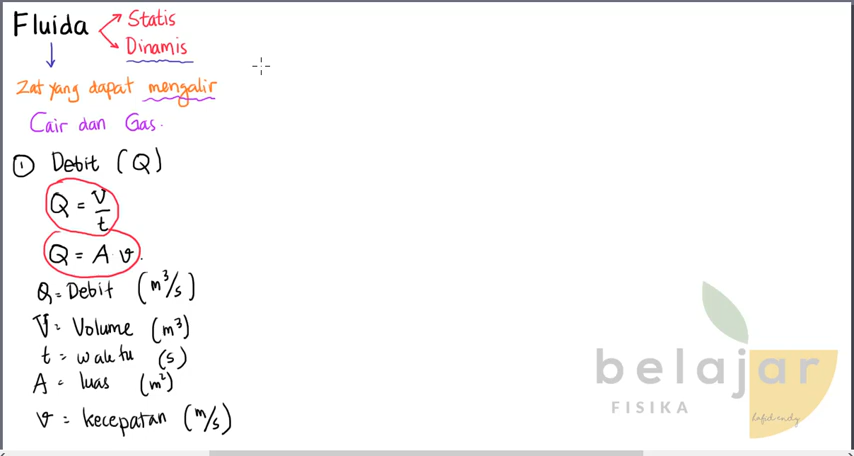 Fluida
Statis
Dinamis
Zat yang dapat mengalir
Cair dan Gas.
① Debit (Q)
Q = V/t
Q = A v.
Q = Debit (m³/s)
V = Volume (m³)
t = waktu (s)
A = luas (m²)
v = kecepatan (m/s)
belajar
FISIKA